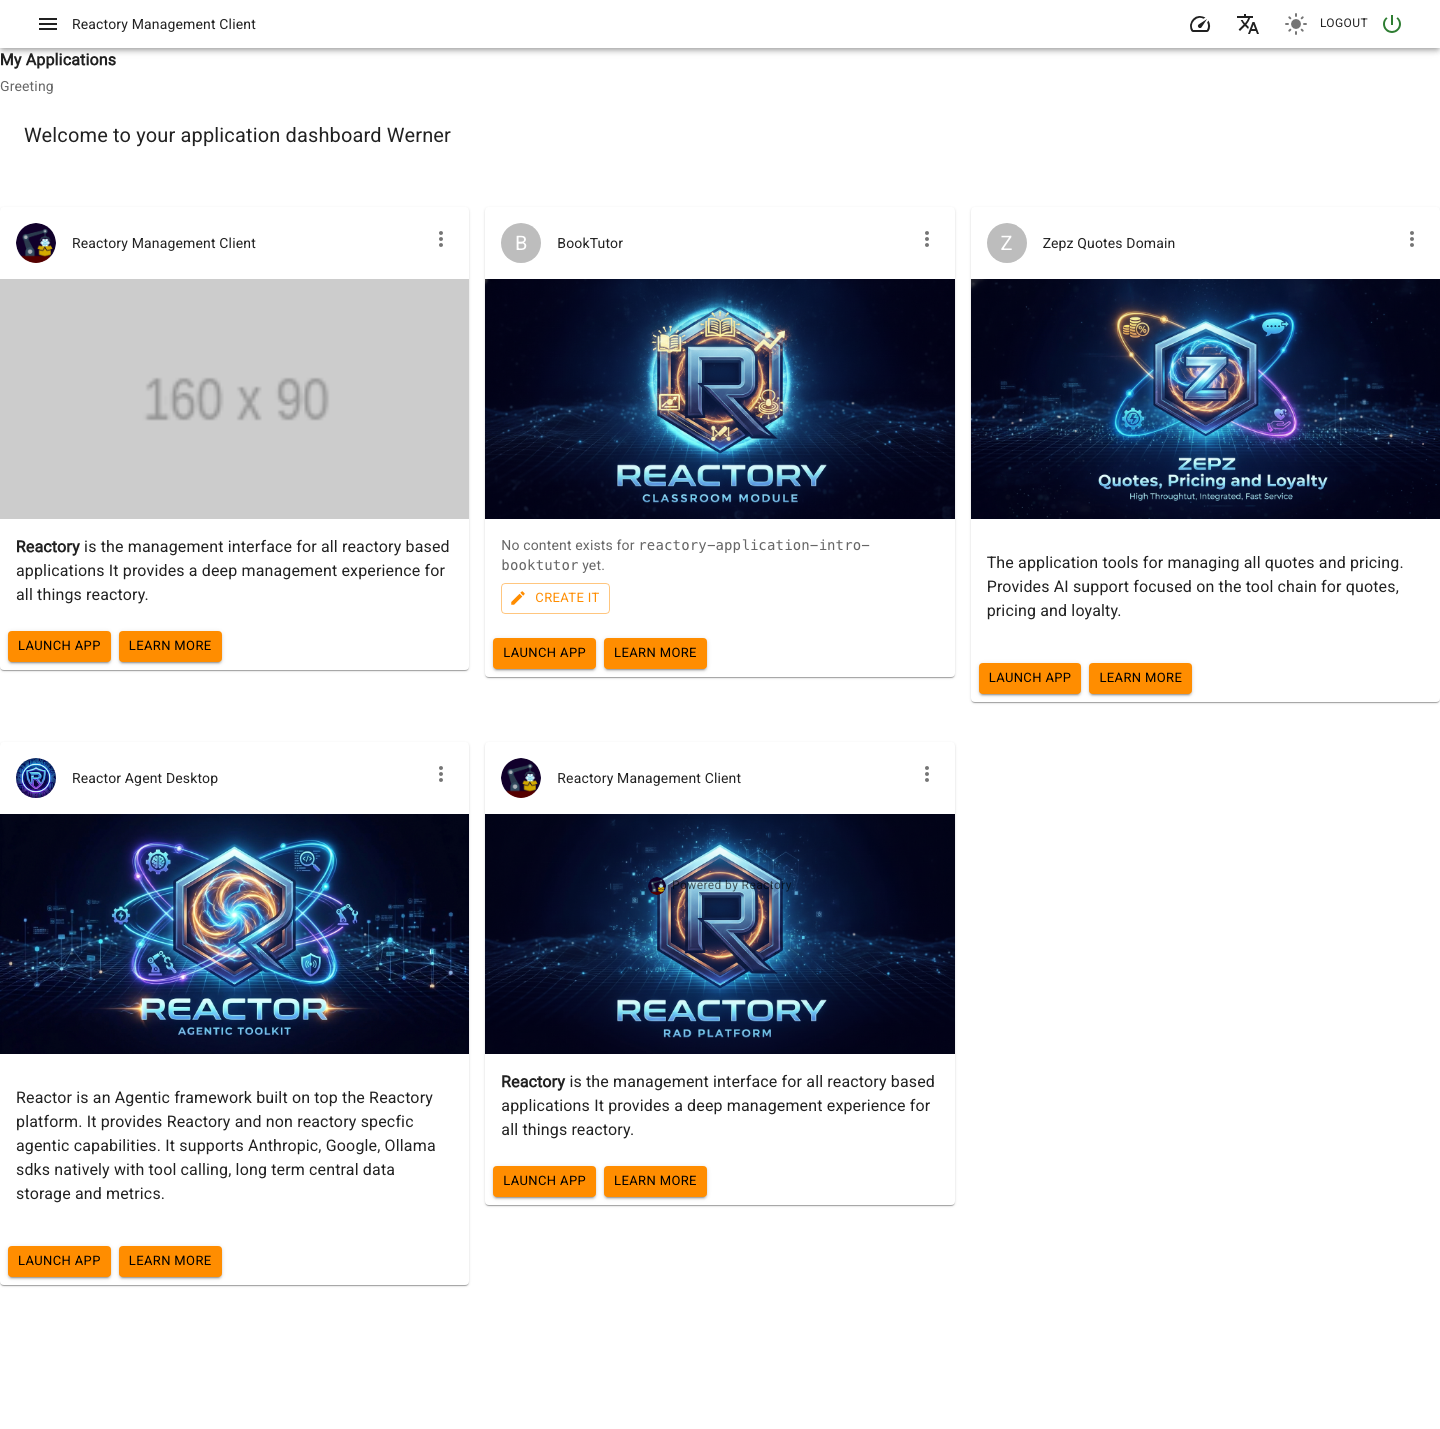 Reactory Management Client
LOGOUT
My Applications
Greeting
Welcome to your application dashboard Werner
Reactory Management Client
160 x 90
Reactory is the management interface for all reactory based
applications It provides a deep management experience for
all things reactory.
LAUNCH APP
LEARN MORE
B
BookTutor
R
REACTORY
CLASSROOM MODULE
No content exists for reactory-application-intro-
booktutor yet.
CREATE IT
LAUNCH APP
LEARN MORE
Z
Zepz Quotes Domain
Z
ZEPZ
Quotes, Pricing and Loyalty
High Throughtut, Integrated, Fast Service
The application tools for managing all quotes and pricing.
Provides AI support focused on the tool chain for quotes,
pricing and loyalty.
LAUNCH APP
LEARN MORE
Reactor Agent Desktop
R
REACTOR
AGENTIC TOOLKIT
Reactor is an Agentic framework built on top the Reactory
platform. It provides Reactory and non reactory specfic
agentic capabilities. It supports Anthropic, Google, Ollama
sdks natively with tool calling, long term central data
storage and metrics.
LAUNCH APP
LEARN MORE
Reactory Management Client
Powered by Reactory
R
REACTORY
RAD PLATFORM
Reactory is the management interface for all reactory based
applications It provides a deep management experience for
all things reactory.
LAUNCH APP
LEARN MORE